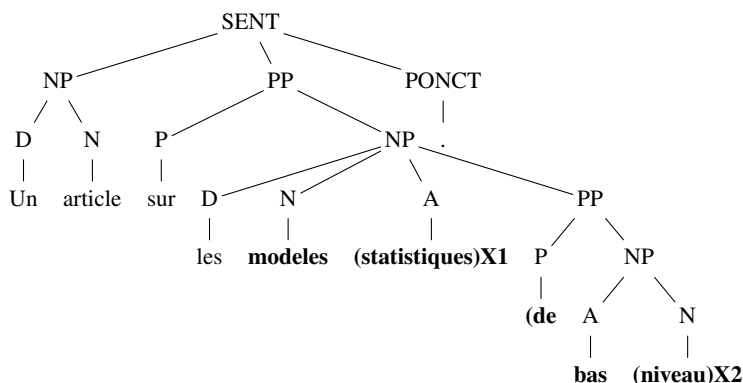 SENT
NP PP PONCT
D N P NP .
Un article sur D N A PP
les modeles (statistiques)X1 P NP
(de A N
bas (niveau)X2